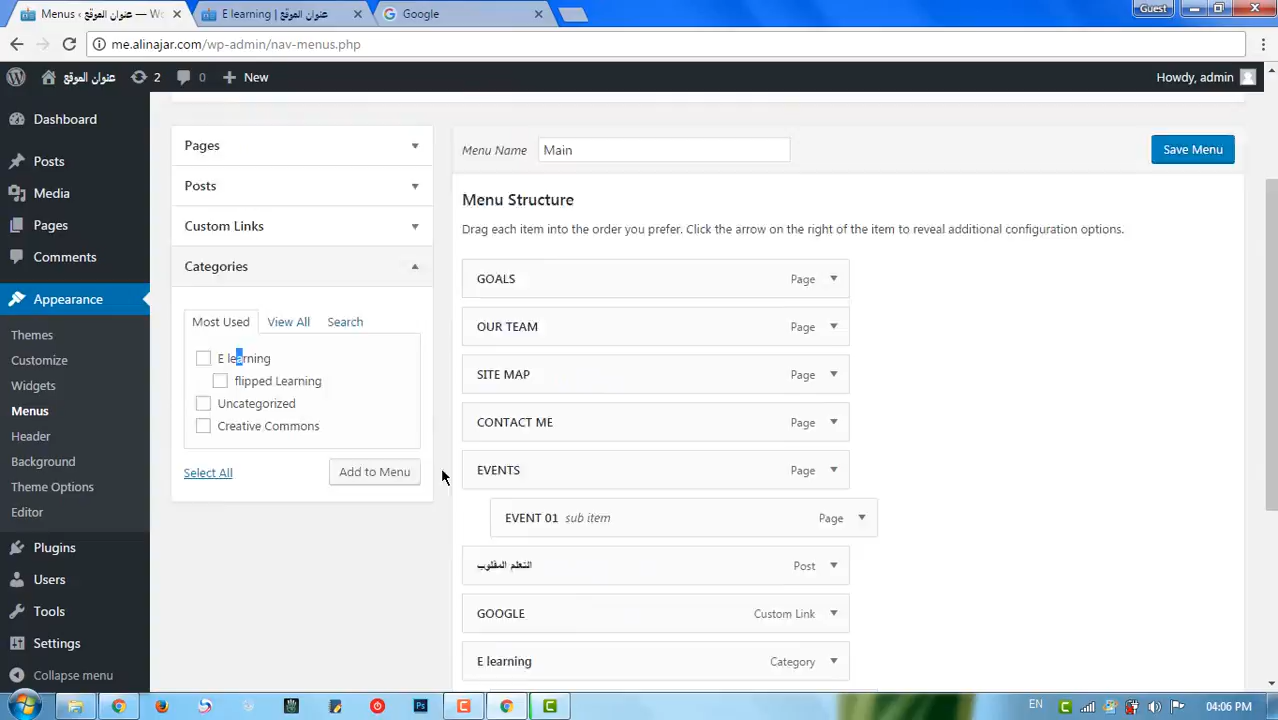 Menus ‹ عنوان الموقع — Wo
E learning | عنوان الموقع
Google
Guest
me.alinajar.com/wp-admin/nav-menus.php
عنوان الموقع
2
0
New
Howdy, admin
Dashboard
Posts
Media
Pages
Comments
Appearance
Themes
Customize
Widgets
Menus
Header
Background
Theme Options
Editor
Plugins
Users
Tools
Settings
Collapse menu
Pages
Posts
Custom Links
Categories
Most Used
View All
Search
E learning
flipped Learning
Uncategorized
Creative Commons
Select All
Add to Menu
Menu Name
Main
Save Menu
Menu Structure
Drag each item into the order you prefer. Click the arrow on the right of the item to reveal additional configuration options.
GOALS Page
OUR TEAM Page
SITE MAP Page
CONTACT ME Page
EVENTS Page
EVENT 01 sub item Page
التعلم المقلوب Post
GOOGLE Custom Link
E learning Category
Ps
EN
04:06 PM